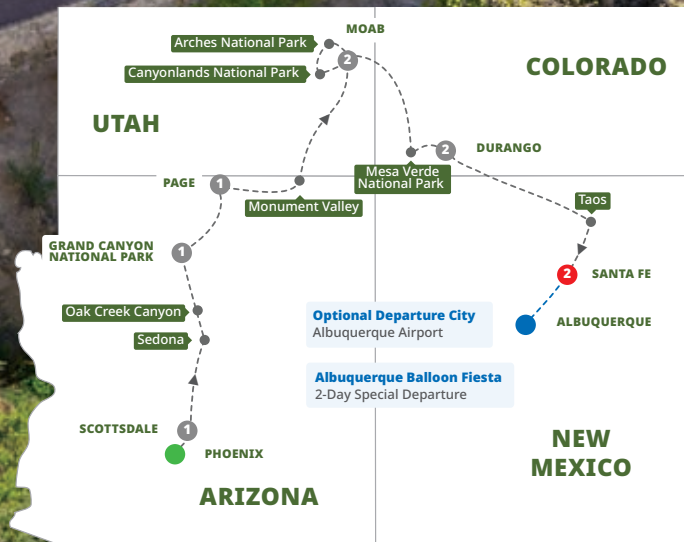 MOAB
Arches National Park
2
Canyonlands National Park
COLORADO
UTAH
2
DURANGO
Mesa Verde
National Park
PAGE
1
Monument Valley
Taos
GRAND CANYON
NATIONAL PARK
1
2
SANTA FE
Oak Creek Canyon
Optional Departure City
Albuquerque Airport
ALBUQUERQUE
Sedona
Albuquerque Balloon Fiesta
2-Day Special Departure
SCOTTSDALE
1
PHOENIX
NEW
MEXICO
ARIZONA